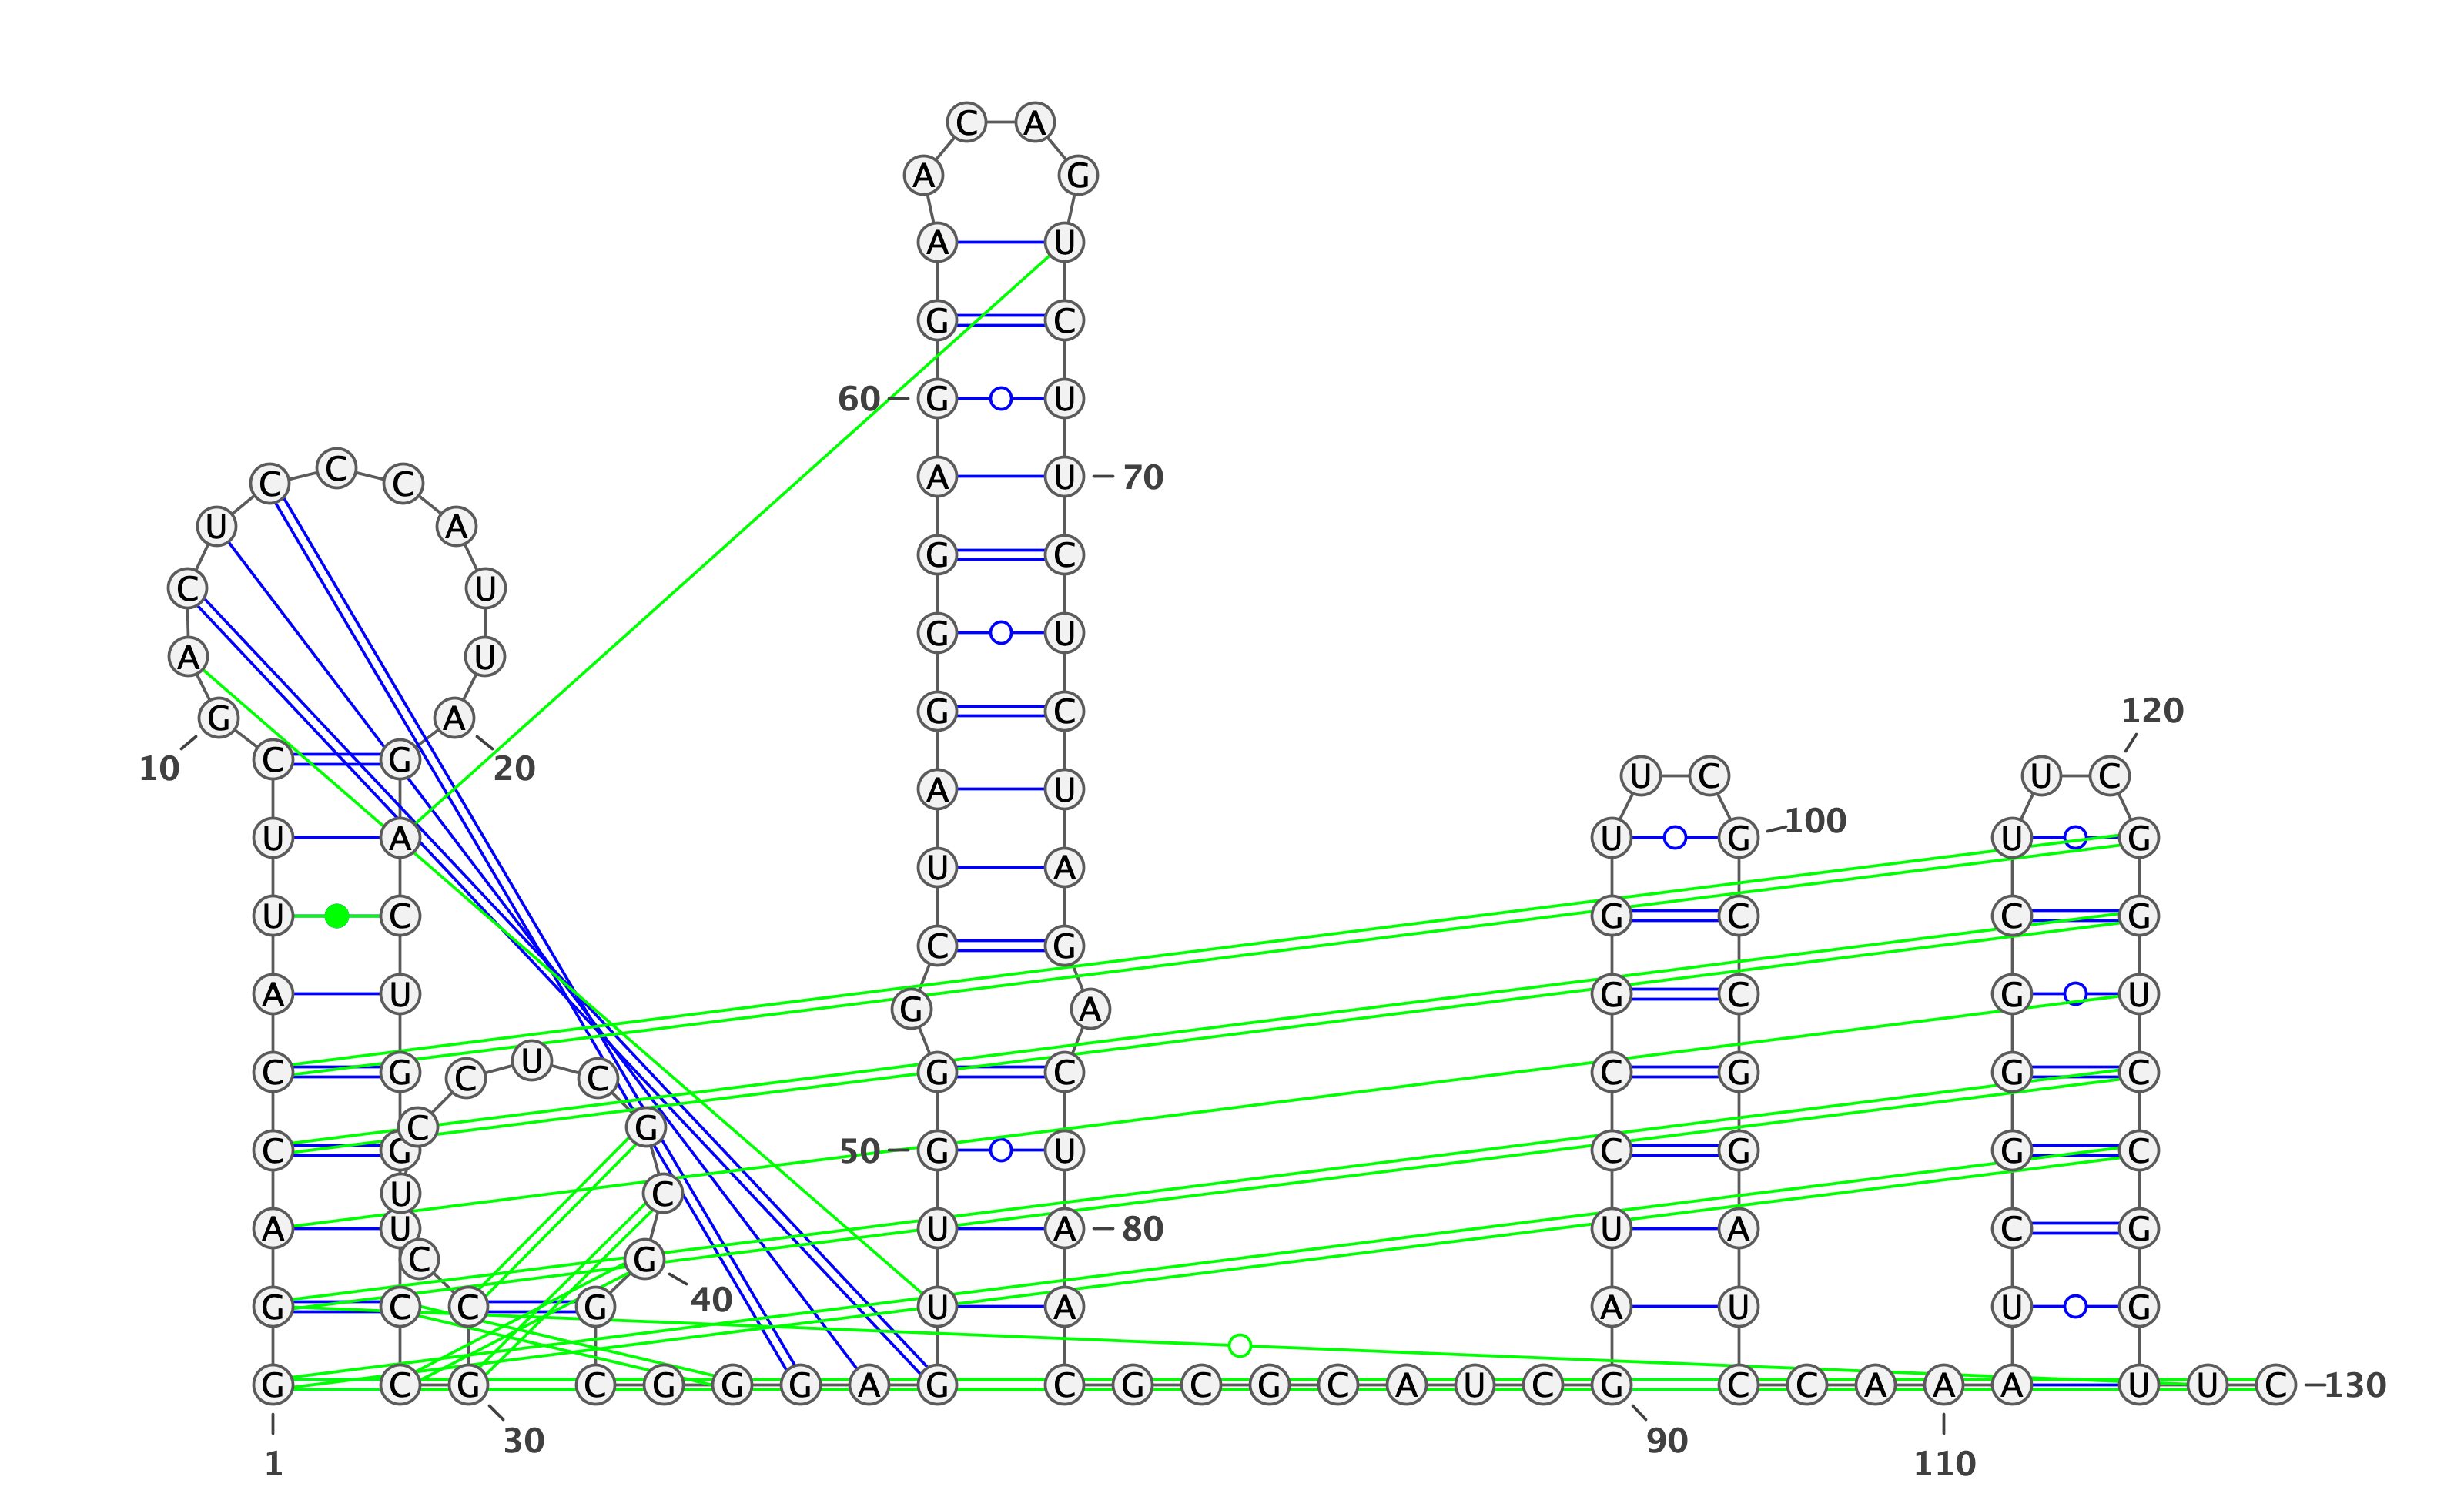 C A
A G
A U
G C
60 G U
C C C A U 70
U A
G C
C U
G U
A U
G C 120
G A
10 C G 20 U C U C
A U
U A U G 100 U G
U A
U C G C C G
C G
A U G C G U
G A
C G C U C G C C G G C
C G
C G 50 G U C G G C
U C
A U U A 80 U A C G
C G
G C C G 40 U A A U U G
G C G C G G G A G C G C G C A U C G C C A A A U U C 130
30 90
1 110